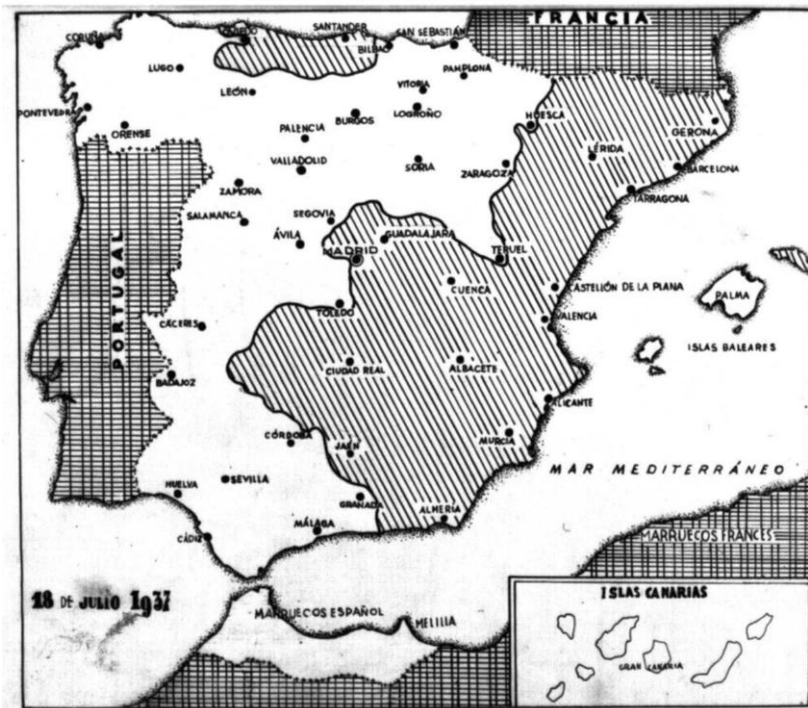 FRANCIA
CORUÑA
OVIEDO
SANTANDER
BILBAO
SAN SEBASTIÁN
LUGO
LEÓN
VITORIA
PAMPLONA
PONTEVEDRA
ORENSE
BURGOS
LOGROÑO
HUESCA
GERONA
PALENCIA
LÉRIDA
VALLADOLID
SORIA
ZARAGOZA
BARCELONA
ZAMORA
TARRAGONA
SALAMANCA
SEGOVIA
ÁVILA
GUADALAJARA
MADRID
TERUEL
CUENCA
CASTELLÓN DE LA PLANA
PALMA
PORTUGAL
TOLEDO
VALENCIA
CÁCERES
ISLAS BALEARES
CIUDAD REAL
ALBACETE
BADAJOZ
ALICANTE
CÓRDOBA
JAÉN
MURCIA
MAR MEDITERRÁNEO
HUELVA
SEVILLA
GRANADA
ALMERÍA
CÁDIZ
MÁLAGA
MARRUECOS FRANCES
18 DE JULIO 1937
MARRUECOS ESPAÑOL
MELILLA
ISLAS CANARIAS
GRAN CANARIA